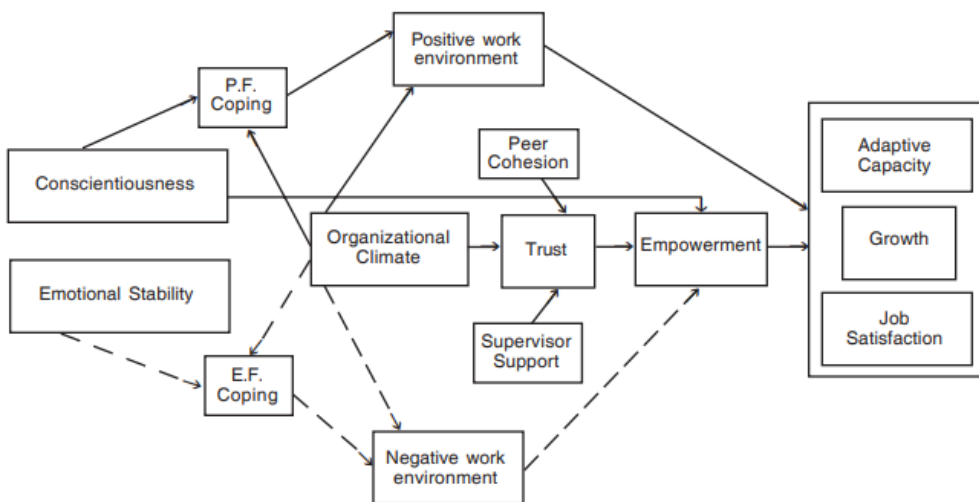 Positive work
environment
P.F.
Coping
Peer
Cohesion
Adaptive
Capacity
Conscientiousness
Organizational
Climate
Trust
Empowerment
Growth
Emotional Stability
Supervisor
Support
Job
Satisfaction
E.F.
Coping
Negative work
environment